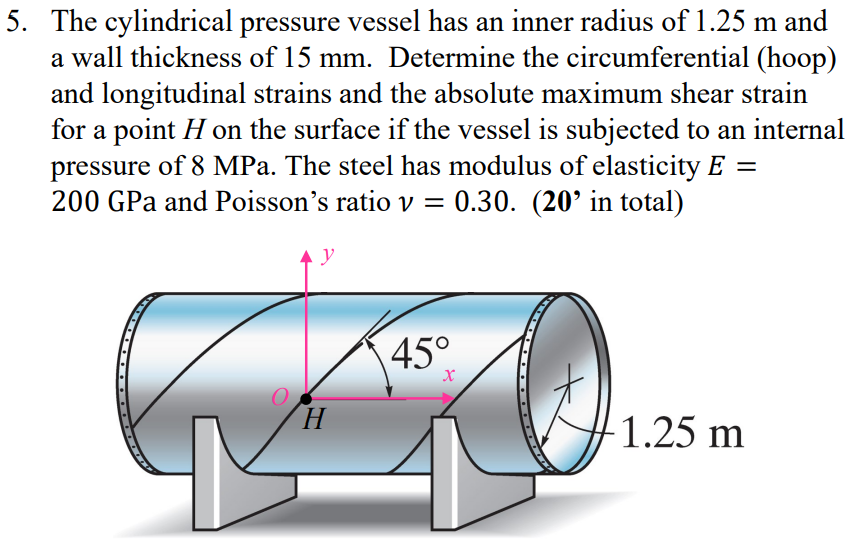 5. The cylindrical pressure vessel has an inner radius of 1.25 m and
a wall thickness of 15 mm. Determine the circumferential (hoop)
and longitudinal strains and the absolute maximum shear strain
for a point H on the surface if the vessel is subjected to an internal
pressure of 8 MPa. The steel has modulus of elasticity E =
200 GPa and Poisson’s ratio ν = 0.30. (20’ in total)
y
45°
x
O
H
1.25 m